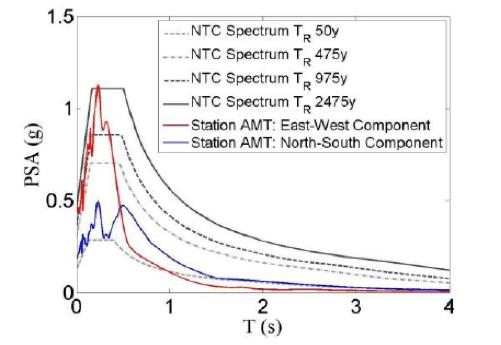 1.5
1
0.5
0
PSA (g)
NTC Spectrum T_R 50y
NTC Spectrum T_R 475y
NTC Spectrum T_R 975y
NTC Spectrum T_R 2475y
Station AMT: East-West Component
Station AMT: North-South Component
0 1 2 3 4
T (s)